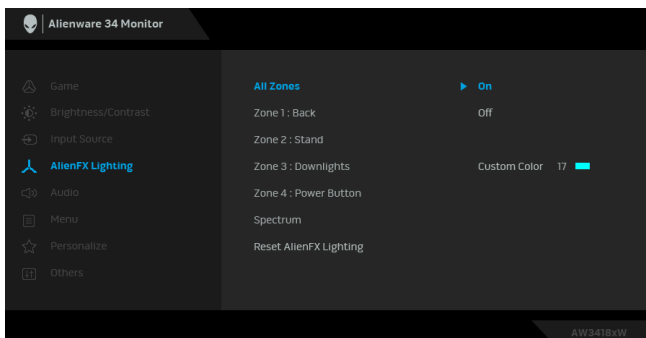 Alienware 34 Monitor
Game
Brightness/Contrast
Input Source
AlienFX Lighting
Audio
Menu
Personalize
Others
All Zones
Zone 1 : Back
Zone 2 : Stand
Zone 3 : Downlights
Zone 4 : Power Button
Spectrum
Reset AlienFX Lighting
On
Off
Custom Color 17
AW3418xW